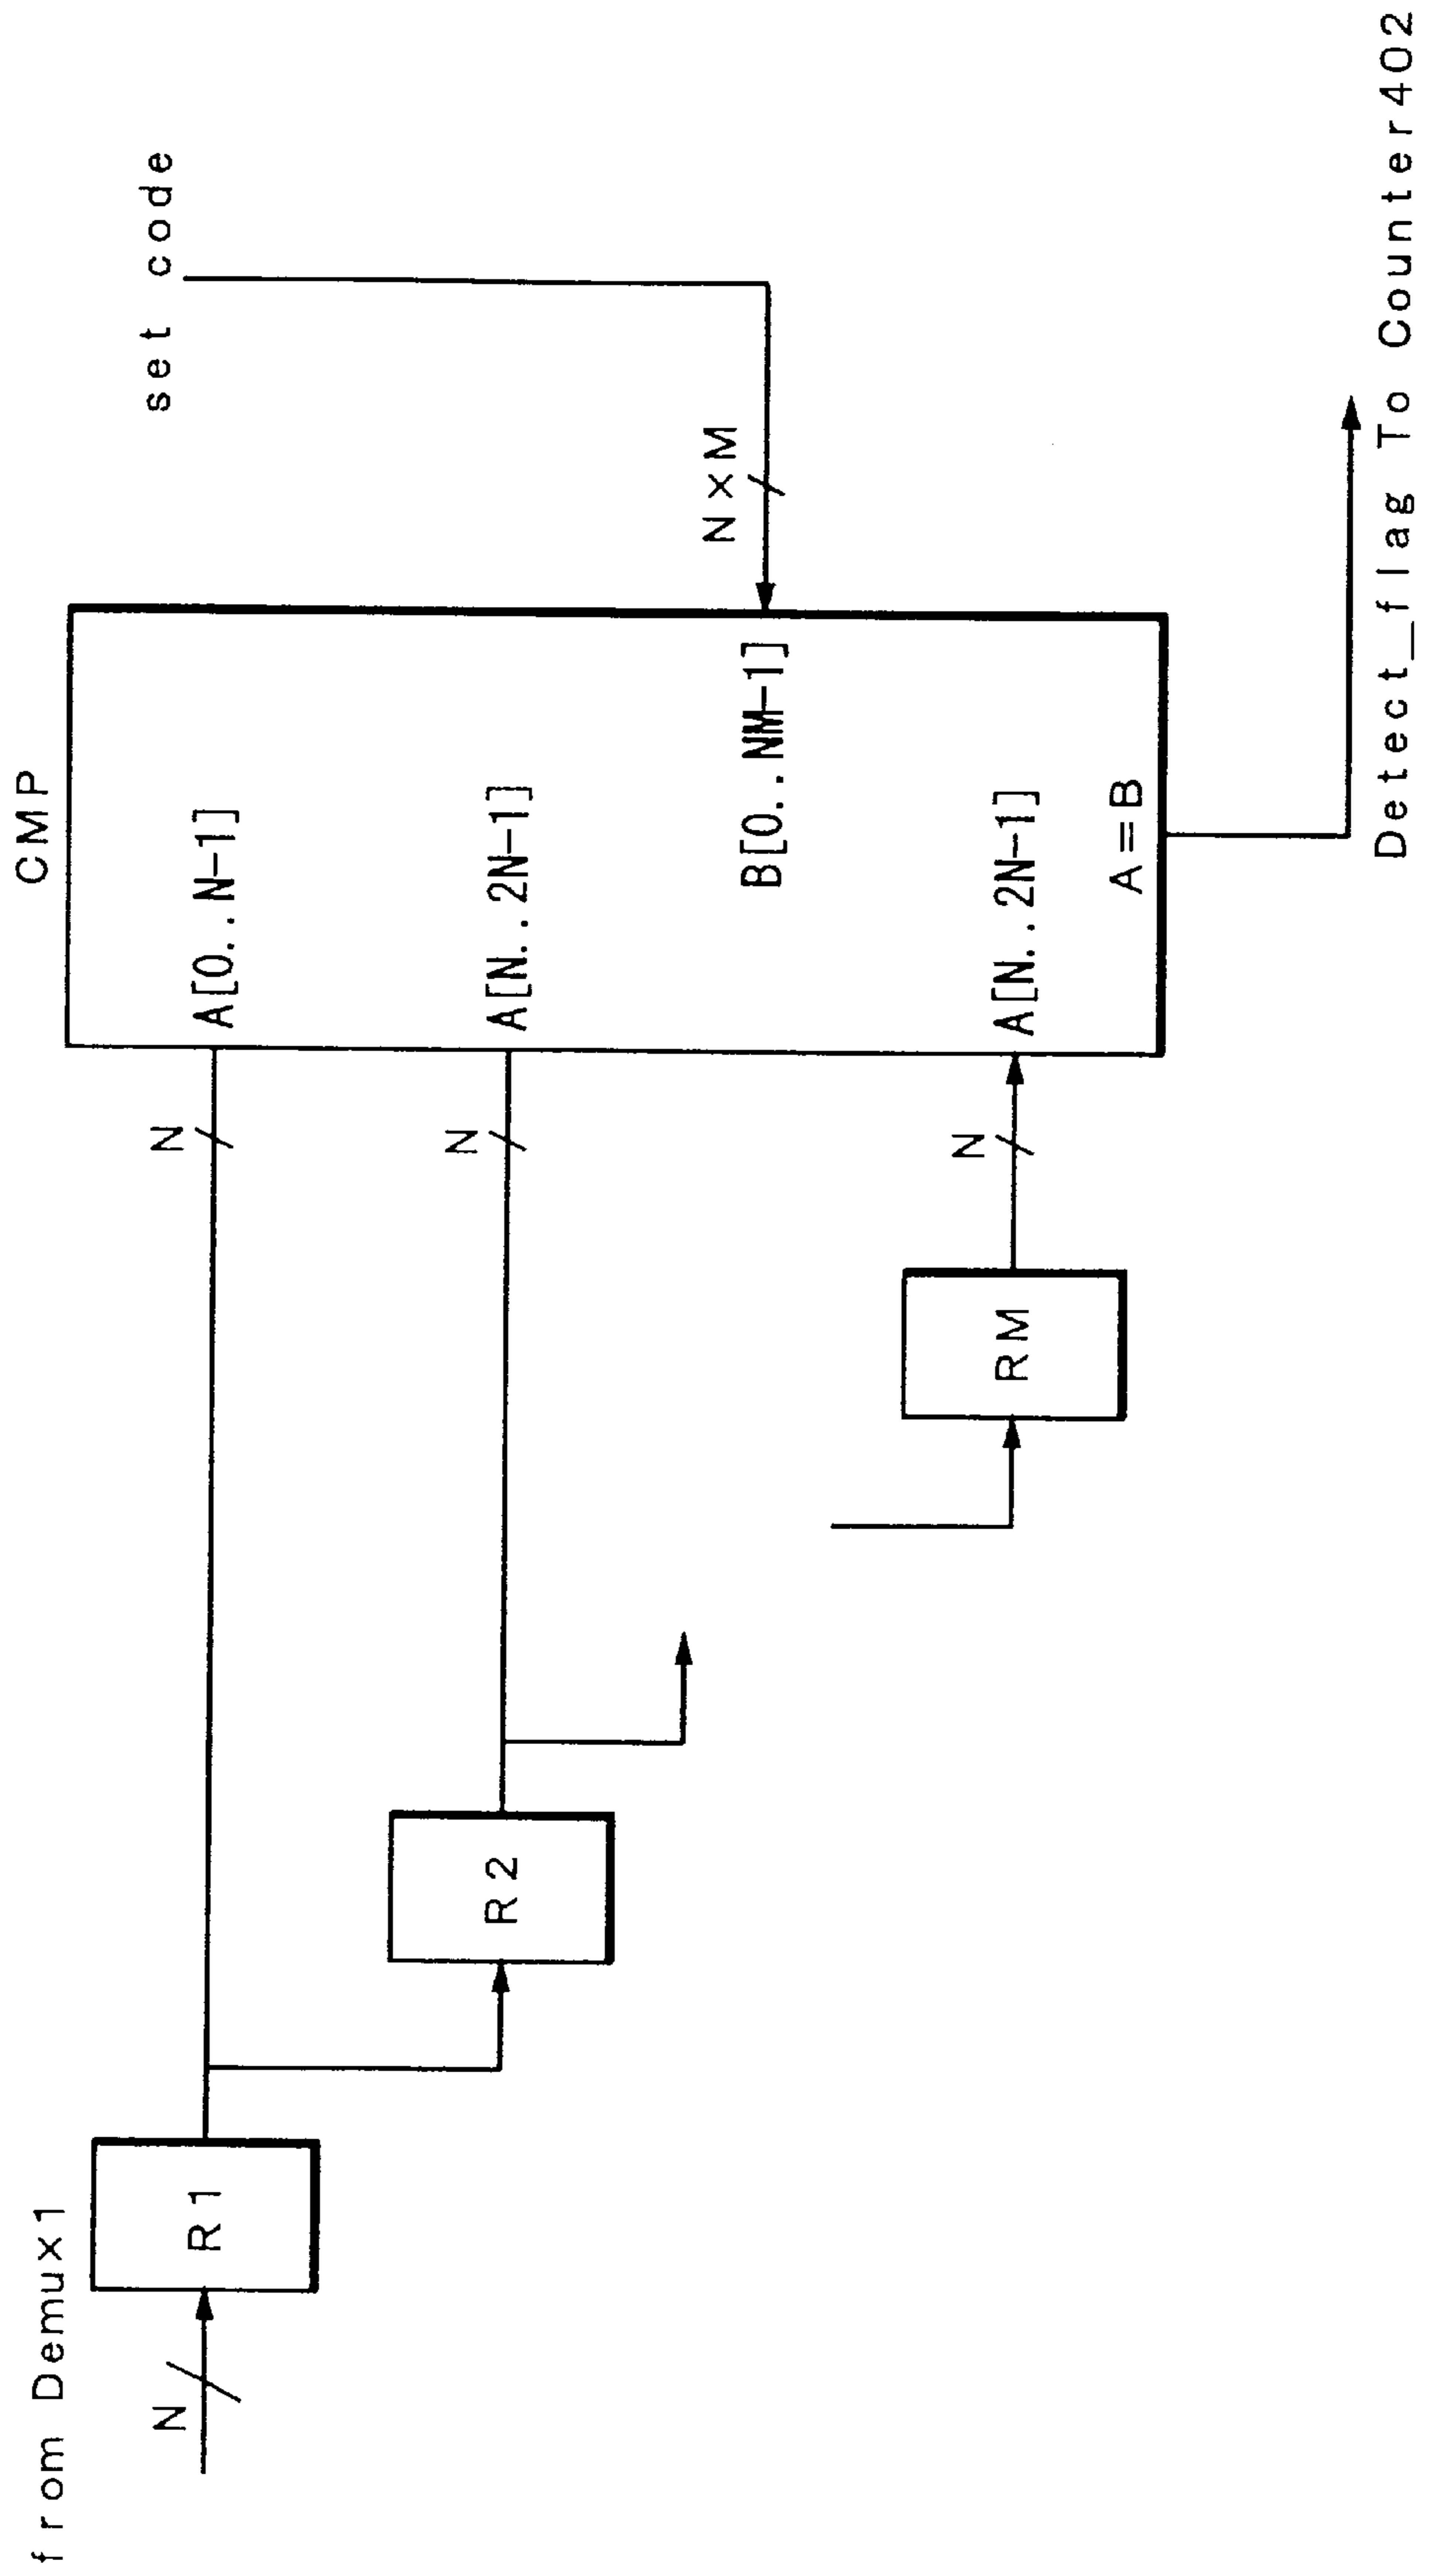 from Demux1
N
R1
R2
RM
N
N
N
CMP
A[0..N-1]
A[N..2N-1]
B[0..NM-1]
A[N..2N-1]
A=B
set code
N×M
Detect_flag To Counter402